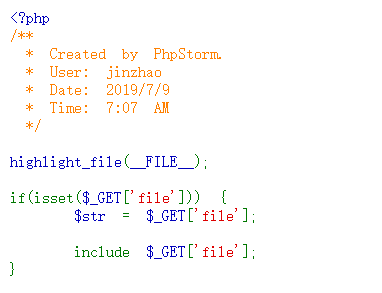 <?php
/**
 * Created by PhpStorm.
 * User: jinzhao
 * Date: 2019/7/9
 * Time: 7:07 AM
 */

highlight_file(__FILE__);

if(isset($_GET['file'])) {
        $str = $_GET['file'];

        include $_GET['file'];
}